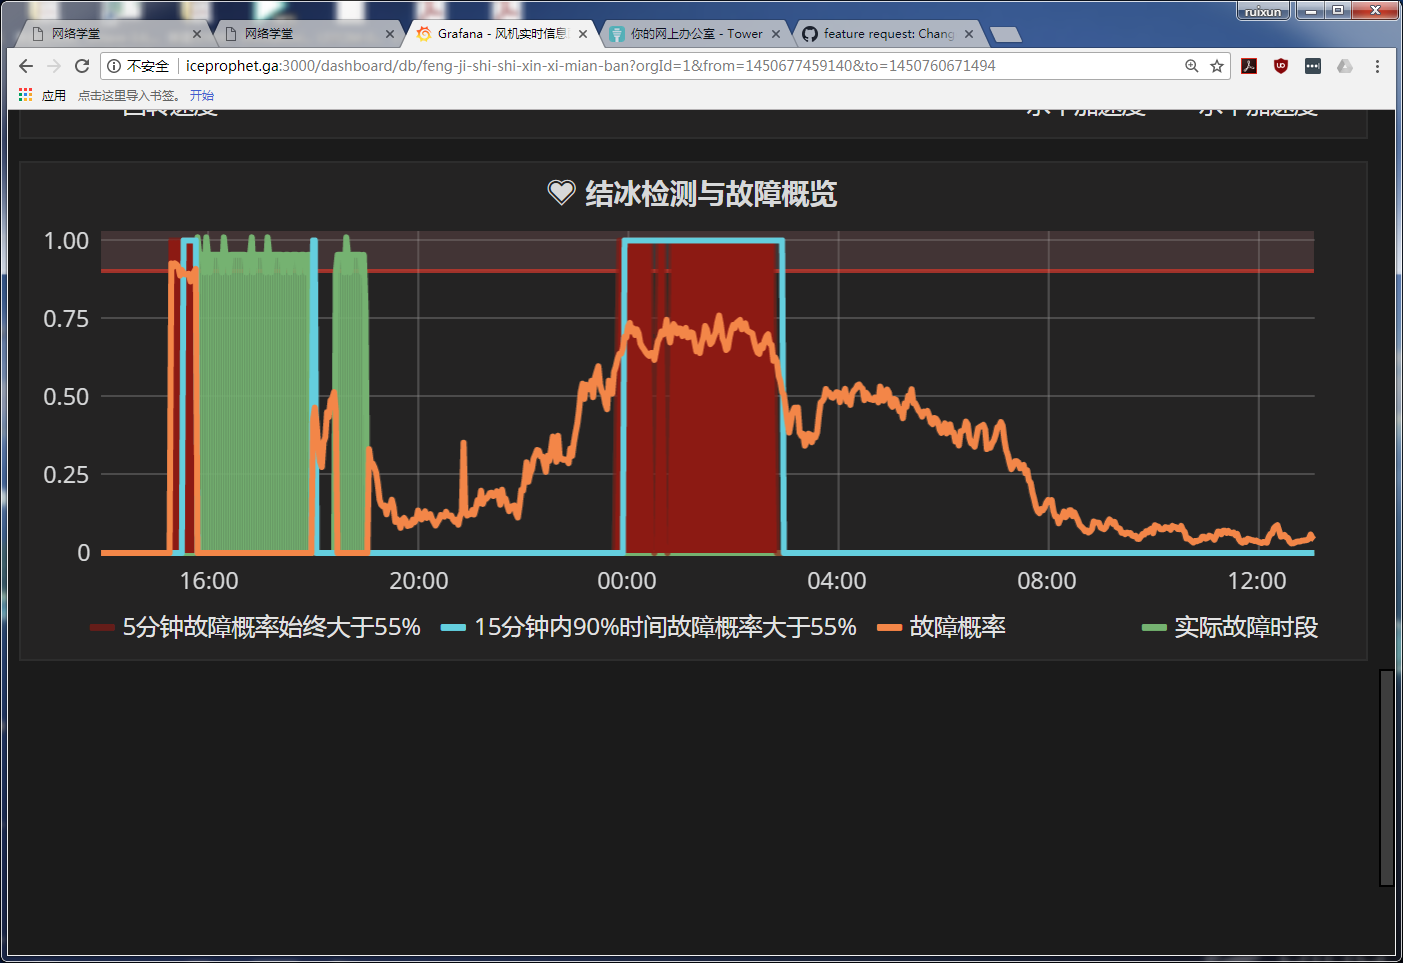 ruixun
网络学堂
网络学堂
Grafana - 风机实时信息
你的网上办公室 - Tower
feature request: Chang
不安全
iceprophet.ga:3000/dashboard/db/feng-ji-shi-shi-xin-xi-mian-ban?orgId=1&from=1450677459140&to=1450760671494
应用 点击这里导入书签。 开始
结冰检测与故障概览
1.00
0.75
0.50
0.25
0
16:00 20:00 00:00 04:00 08:00 12:00
5分钟故障概率始终大于55% 15分钟内90%时间故障概率大于55% 故障概率 实际故障时段